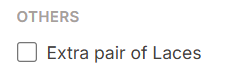 OTHERS
Extra pair of Laces